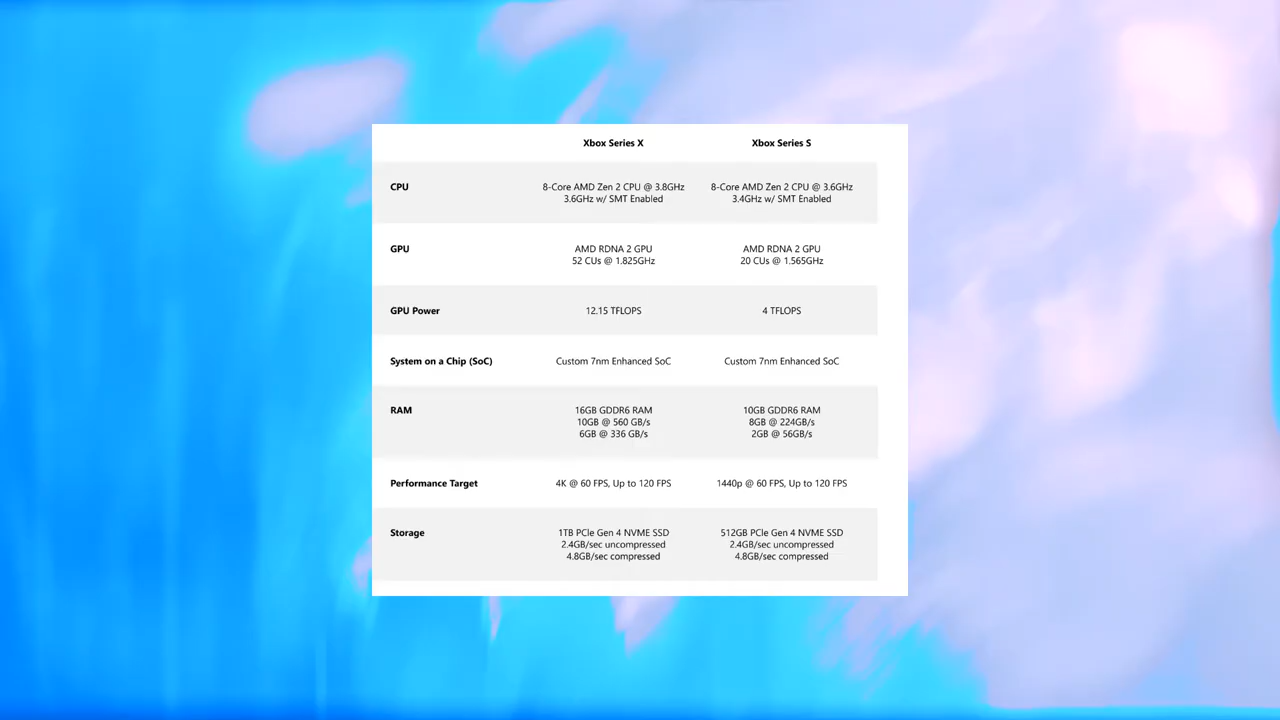 Xbox Series X Xbox Series S
CPU 8-Core AMD Zen 2 CPU @ 3.8GHz 8-Core AMD Zen 2 CPU @ 3.6GHz
3.6GHz w/ SMT Enabled 3.4GHz w/ SMT Enabled
GPU AMD RDNA 2 GPU AMD RDNA 2 GPU
52 CUs @ 1.825GHz 20 CUs @ 1.565GHz
GPU Power 12.15 TFLOPS 4 TFLOPS
System on a Chip (SoC) Custom 7nm Enhanced SoC Custom 7nm Enhanced SoC
RAM 16GB GDDR6 RAM 10GB GDDR6 RAM
10GB @ 560 GB/s 8GB @ 224GB/s
6GB @ 336 GB/s 2GB @ 56GB/s
Performance Target 4K @ 60 FPS, Up to 120 FPS 1440p @ 60 FPS, Up to 120 FPS
Storage 1TB PCIe Gen 4 NVME SSD 512GB PCIe Gen 4 NVME SSD
2.4GB/sec uncompressed 2.4GB/sec uncompressed
4.8GB/sec compressed 4.8GB/sec compressed